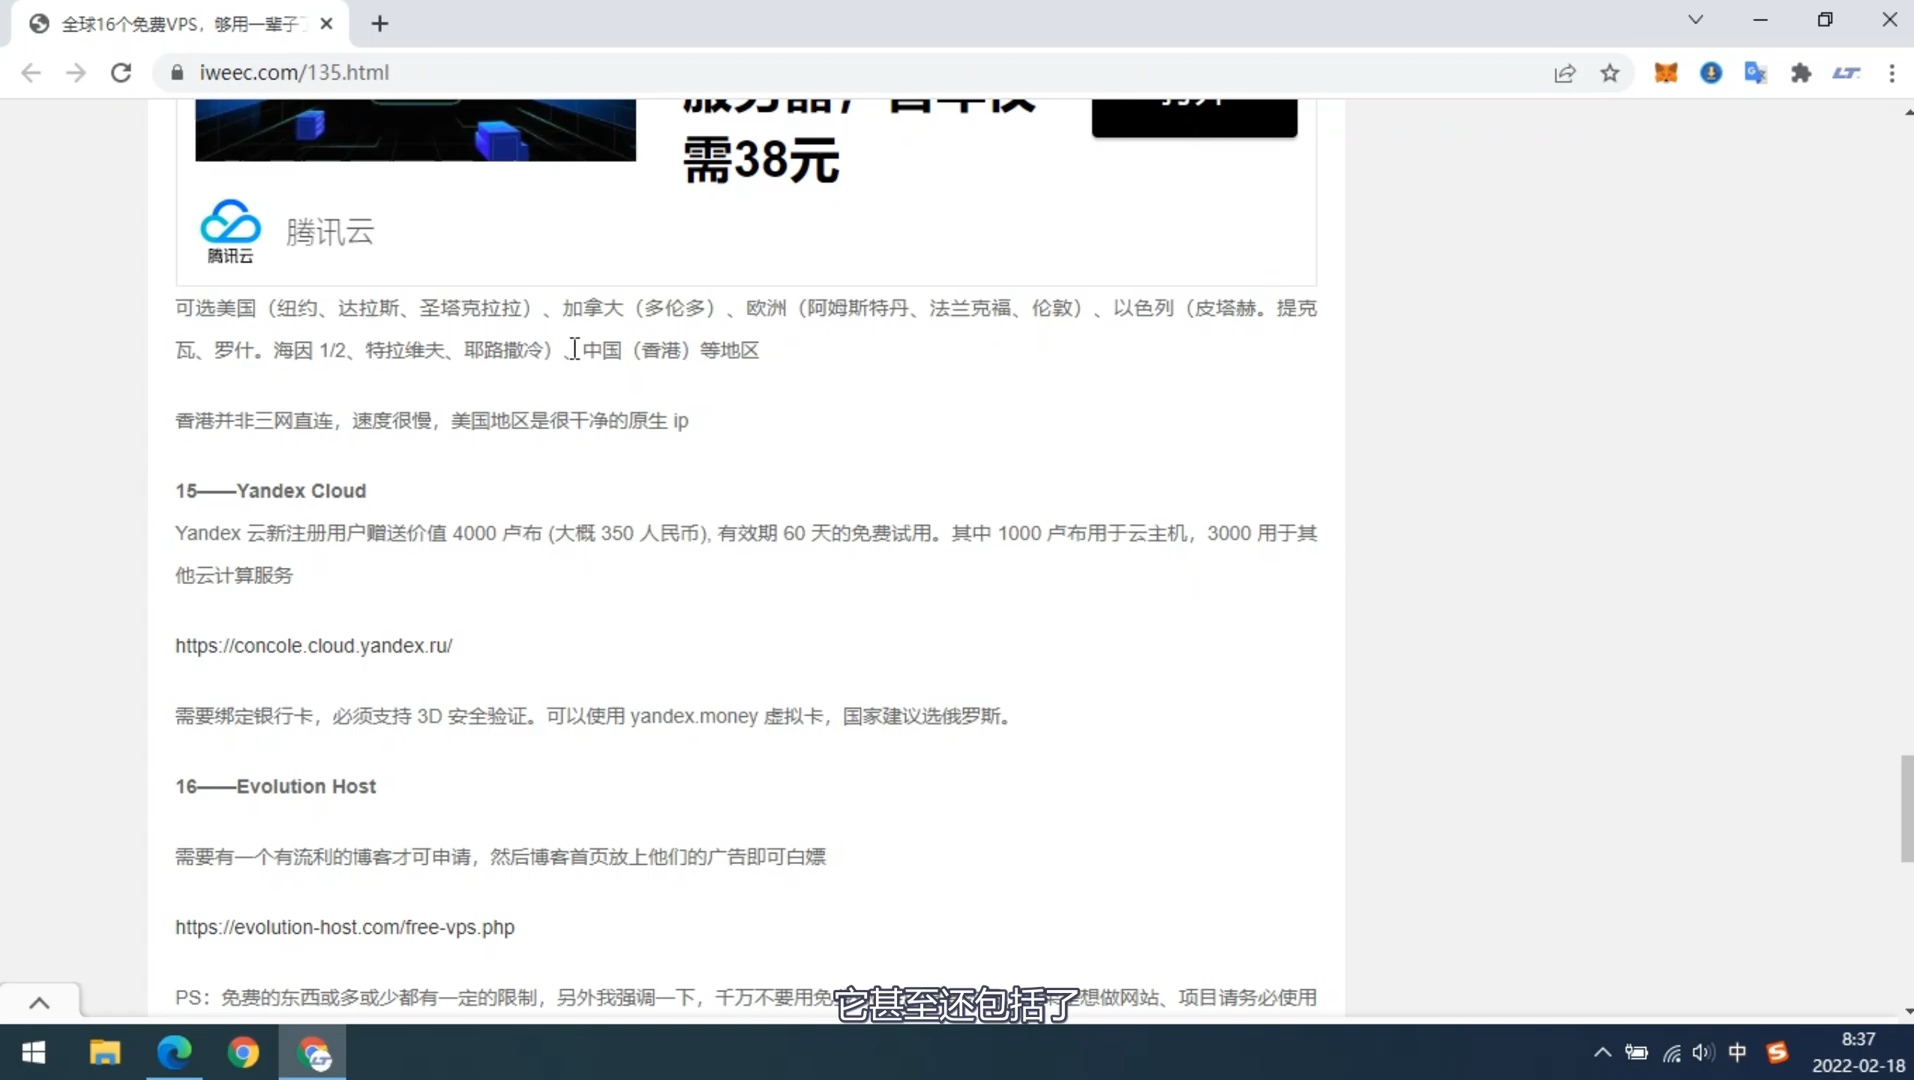 全球16个免费VPS，够用一辈子
iweec.com/135.html
需38元
腾讯云
腾讯云
可选美国（纽约、达拉斯、圣塔克拉拉）、加拿大（多伦多）、欧洲（阿姆斯特丹、法兰克福、伦敦）、以色列（皮塔赫。提克
瓦、罗什。海因 1/2、特拉维夫、耶路撒冷）、中国（香港）等地区
香港并非三网直连，速度很慢，美国地区是很干净的原生 ip
15——Yandex Cloud
Yandex 云新注册用户赠送价值 4000 卢布 (大概 350 人民币), 有效期 60 天的免费试用。其中 1000 卢布用于云主机，3000 用于其
他云计算服务
https://concole.cloud.yandex.ru/
需要绑定银行卡，必须支持 3D 安全验证。可以使用 yandex.money 虚拟卡，国家建议选俄罗斯。
16——Evolution Host
需要有一个有流利的博客才可申请，然后博客首页放上他们的广告即可白嫖
https://evolution-host.com/free-vps.php
PS：免费的东西或多或少都有一定的限制，另外我强调一下，千万不要用免 想做网站、项目请务必使用
它甚至还包括了
中
8:37
2022-02-18